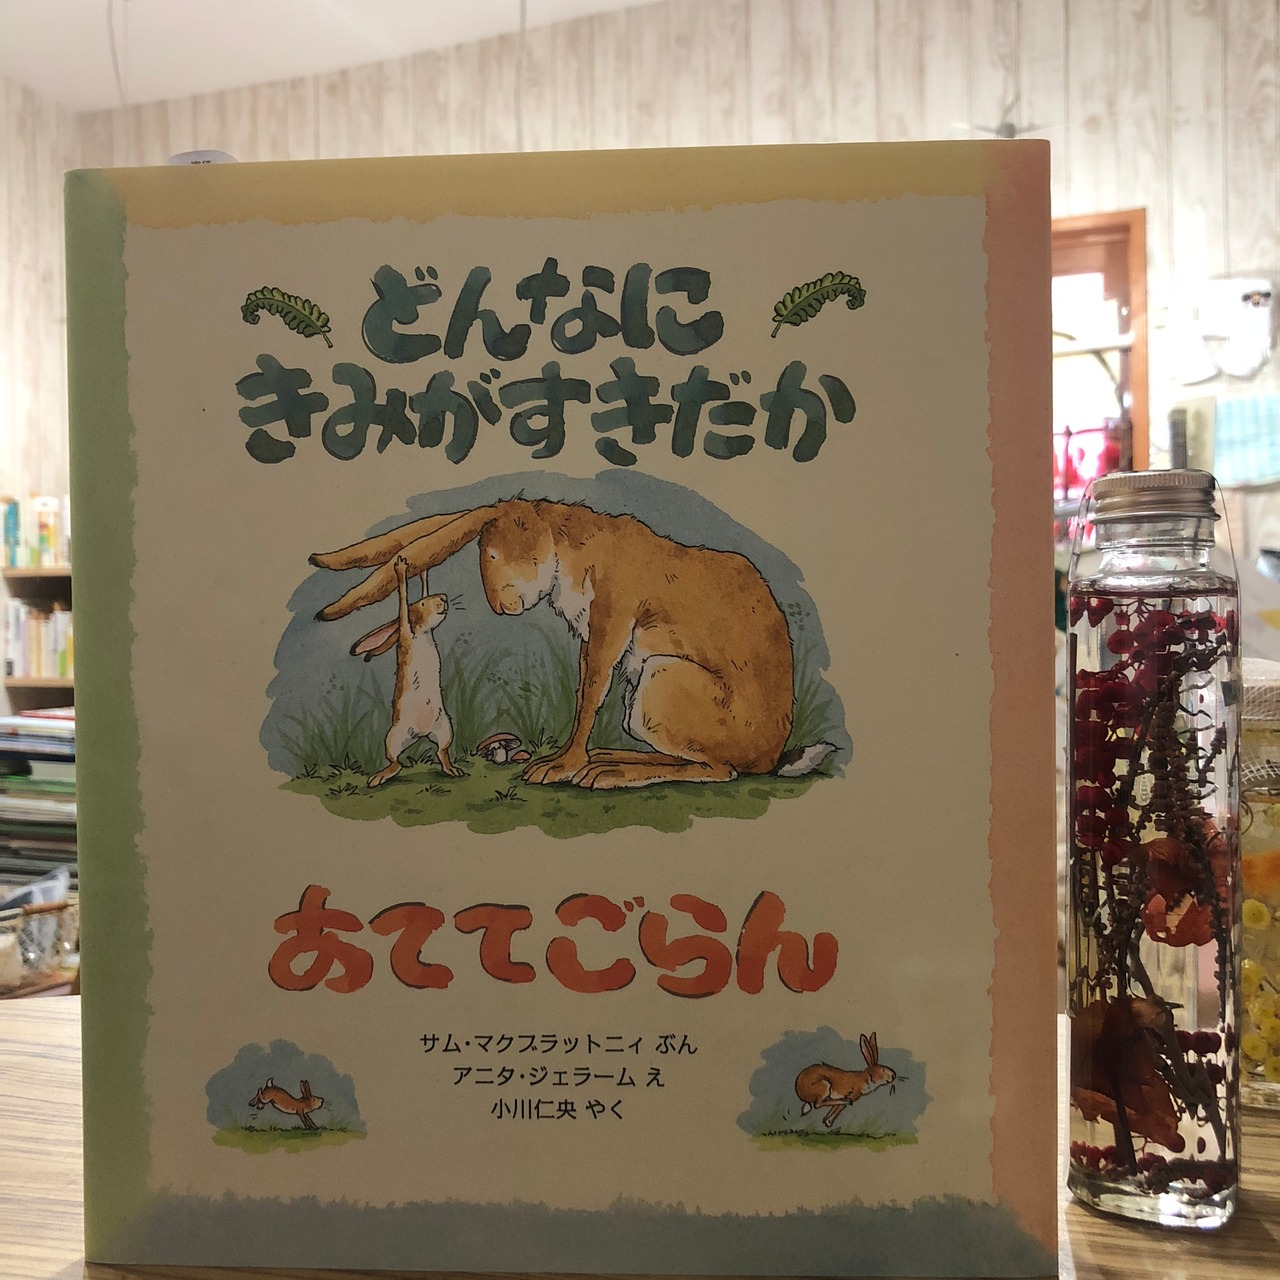 どんなに
きみがすきだか
あててごらん
サム・マクブラットニィ ぶん
アニタ・ジェラーム え
小川仁央 やく